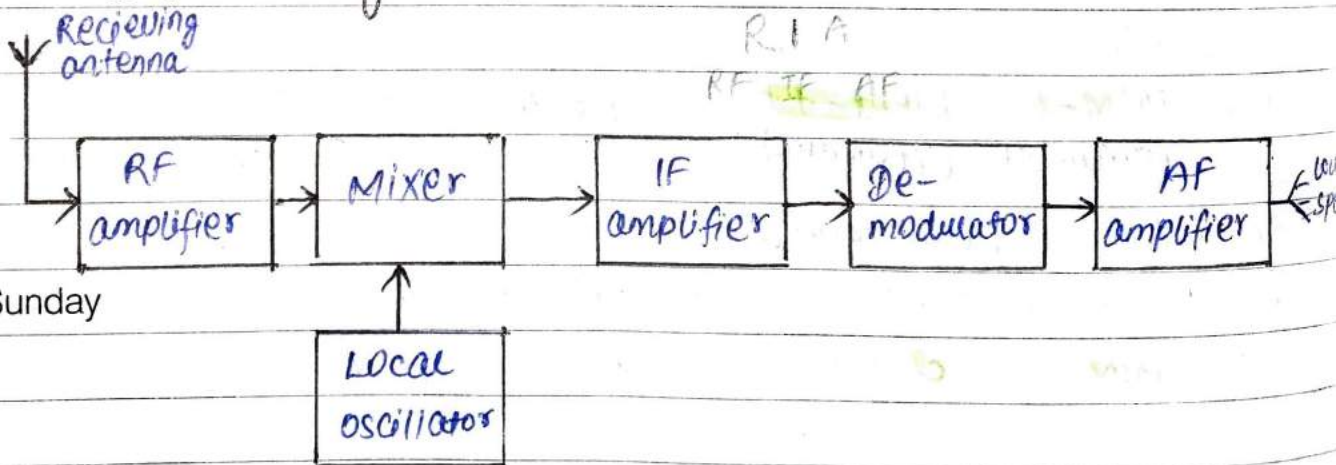 Recieving
antenna
R I A
RF IF AF
RF
amplifier
Mixer
IF
amplifier
De-
modulator
AF
amplifier
Sunday
Local
oscillator